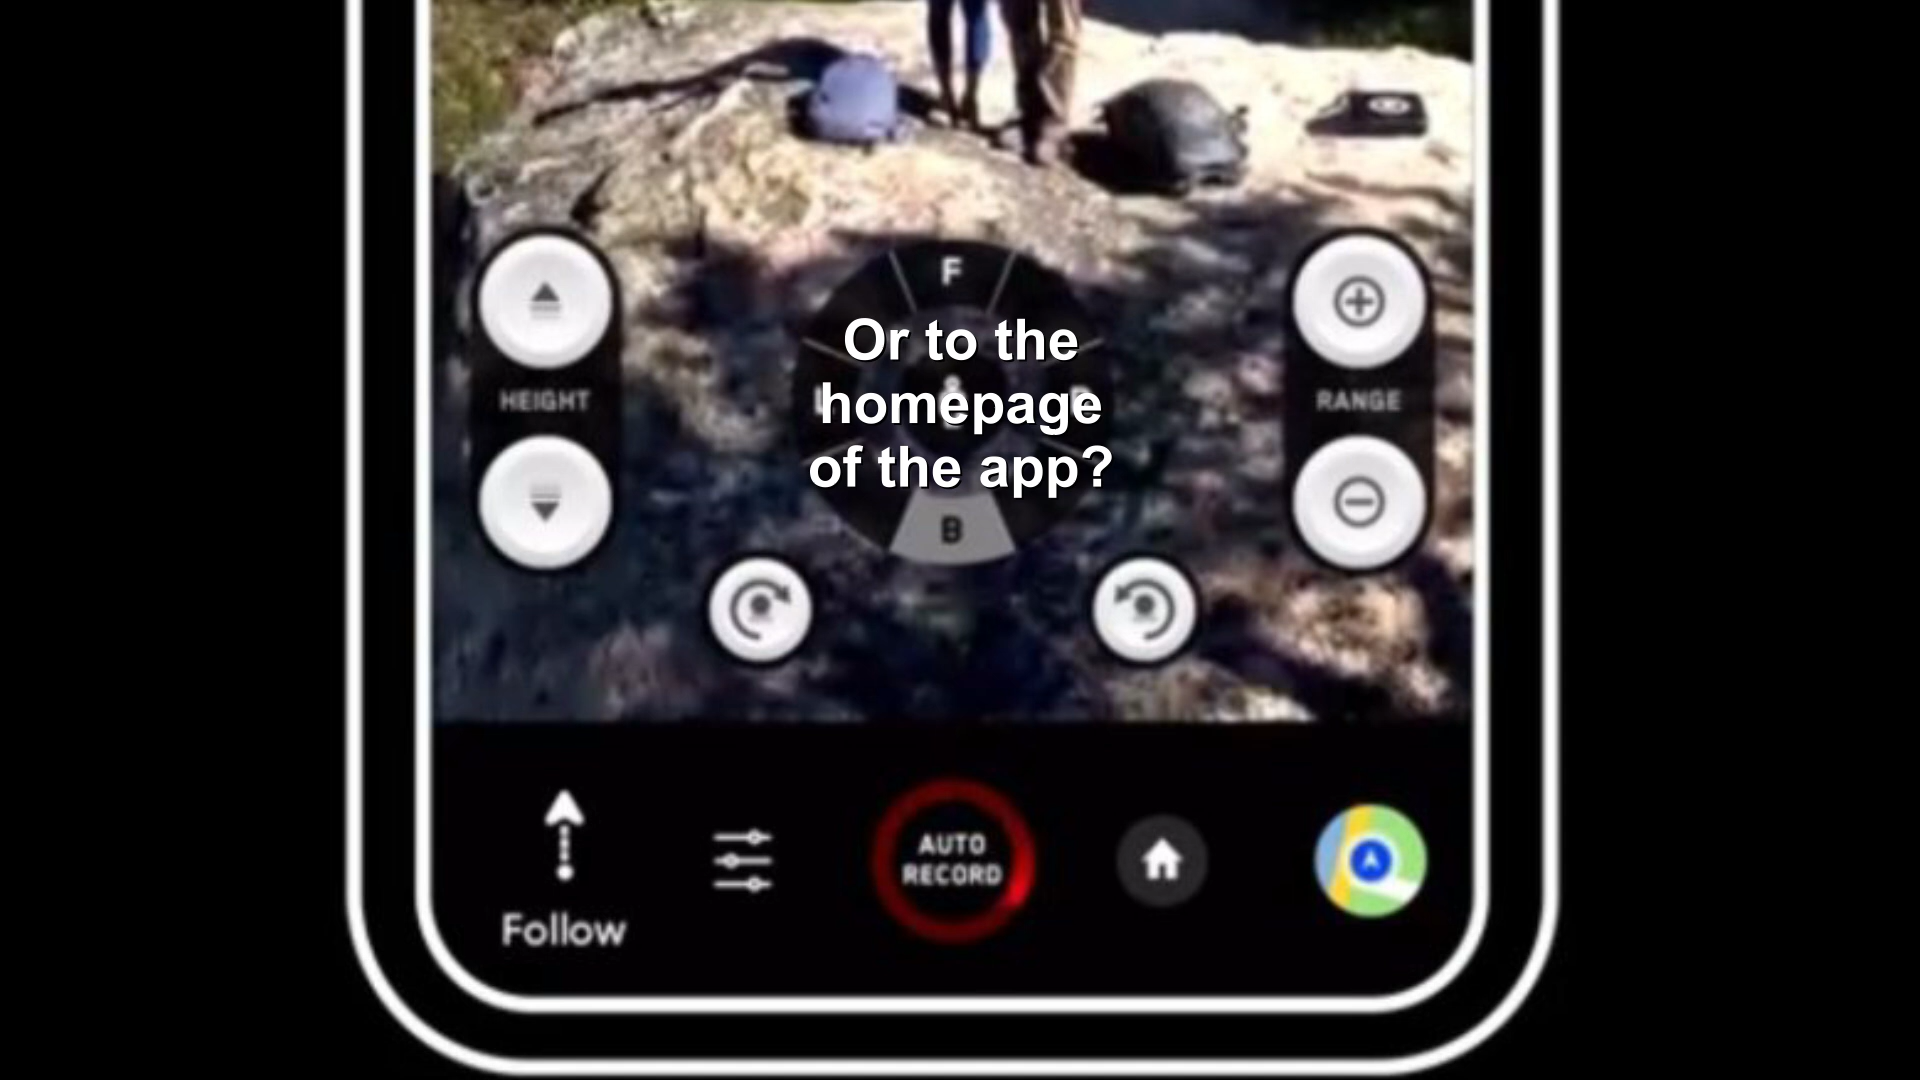 F
Or to the
homepage
of the app?
HEIGHT
RANGE
B
AUTO
RECORD
Follow